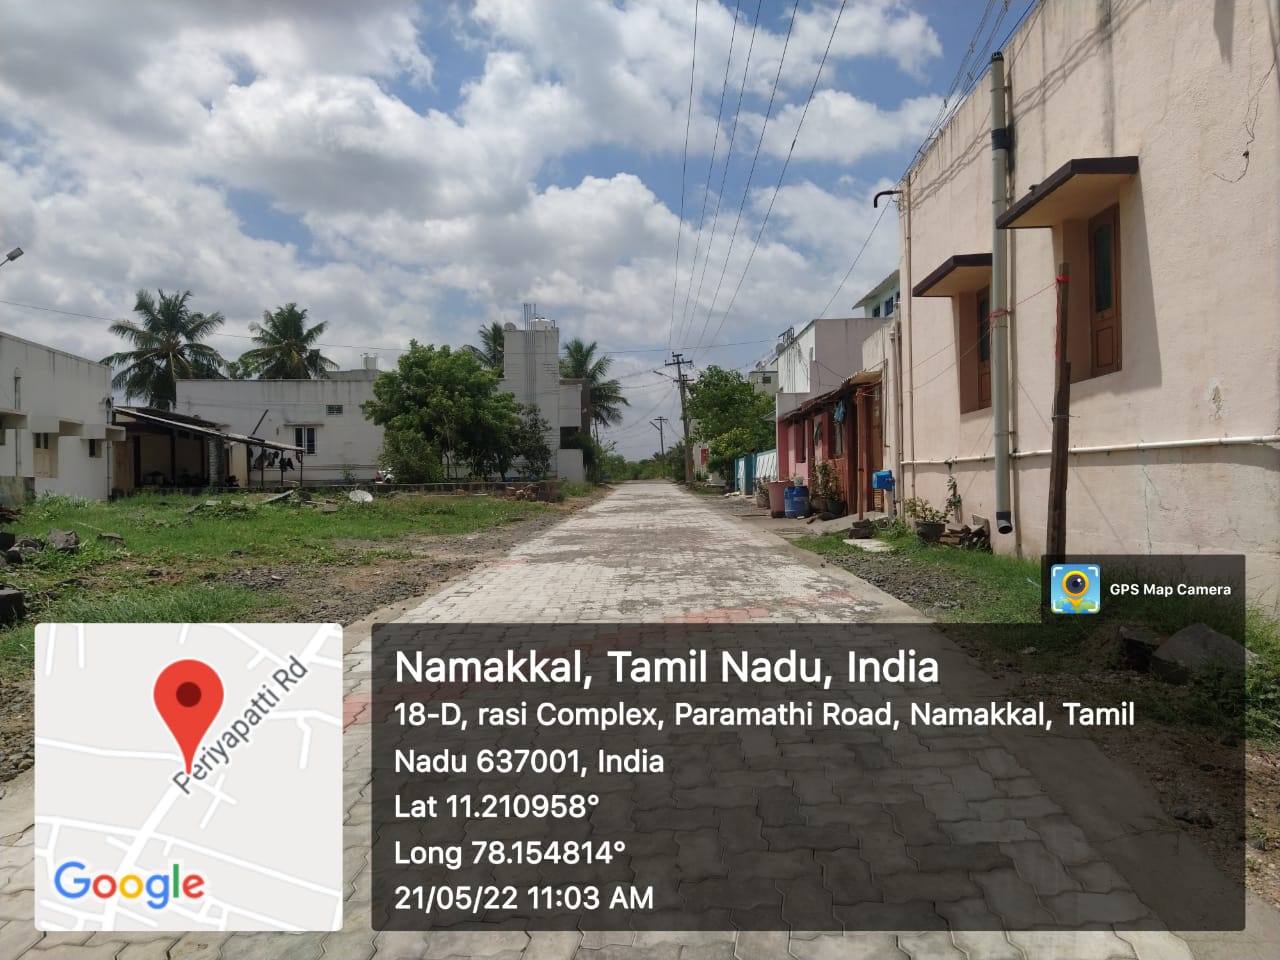 GPS Map Camera
Periyapatti Rd
Google
Namakkal, Tamil Nadu, India
18-D, rasi Complex, Paramathi Road, Namakkal, Tamil
Nadu 637001, India
Lat 11.210958°
Long 78.154814°
21/05/22 11:03 AM